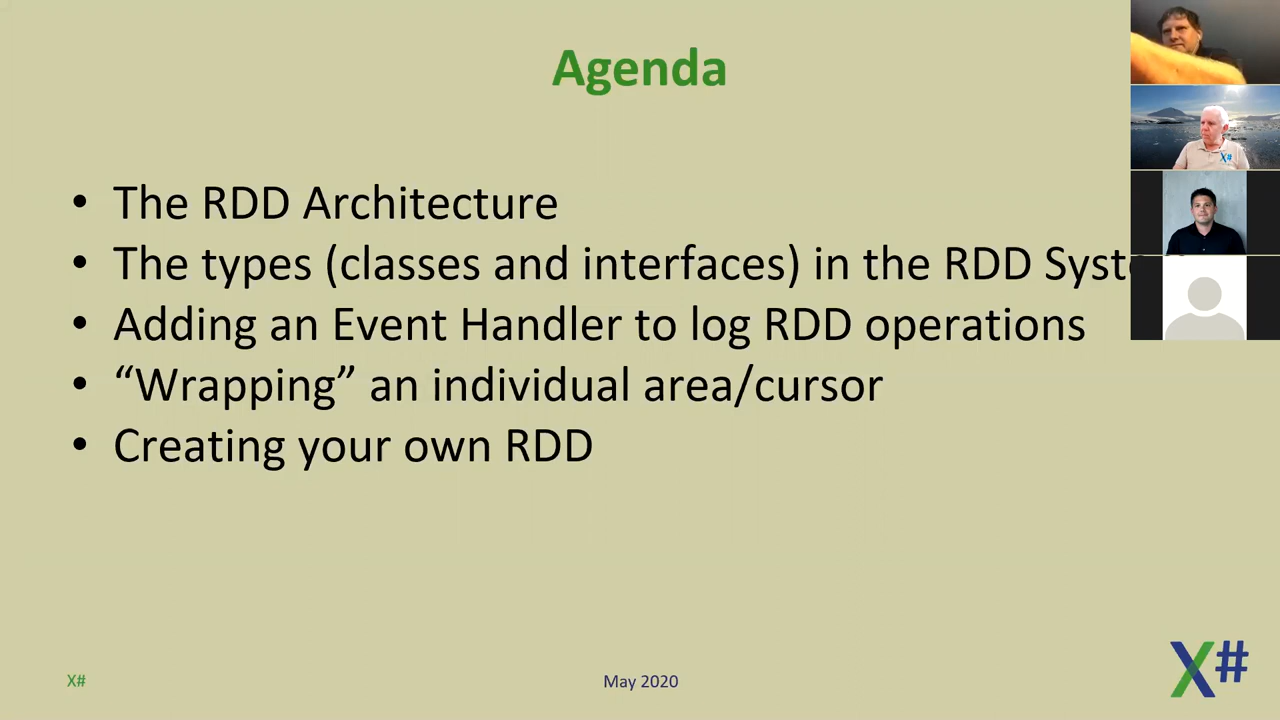 Agenda
• The RDD Architecture
• The types (classes and interfaces) in the RDD
• Adding an Event Handler to log RDD operations
• “Wrapping” an individual area/cursor
• Creating your own RDD
X#
May 2020
X#
X#